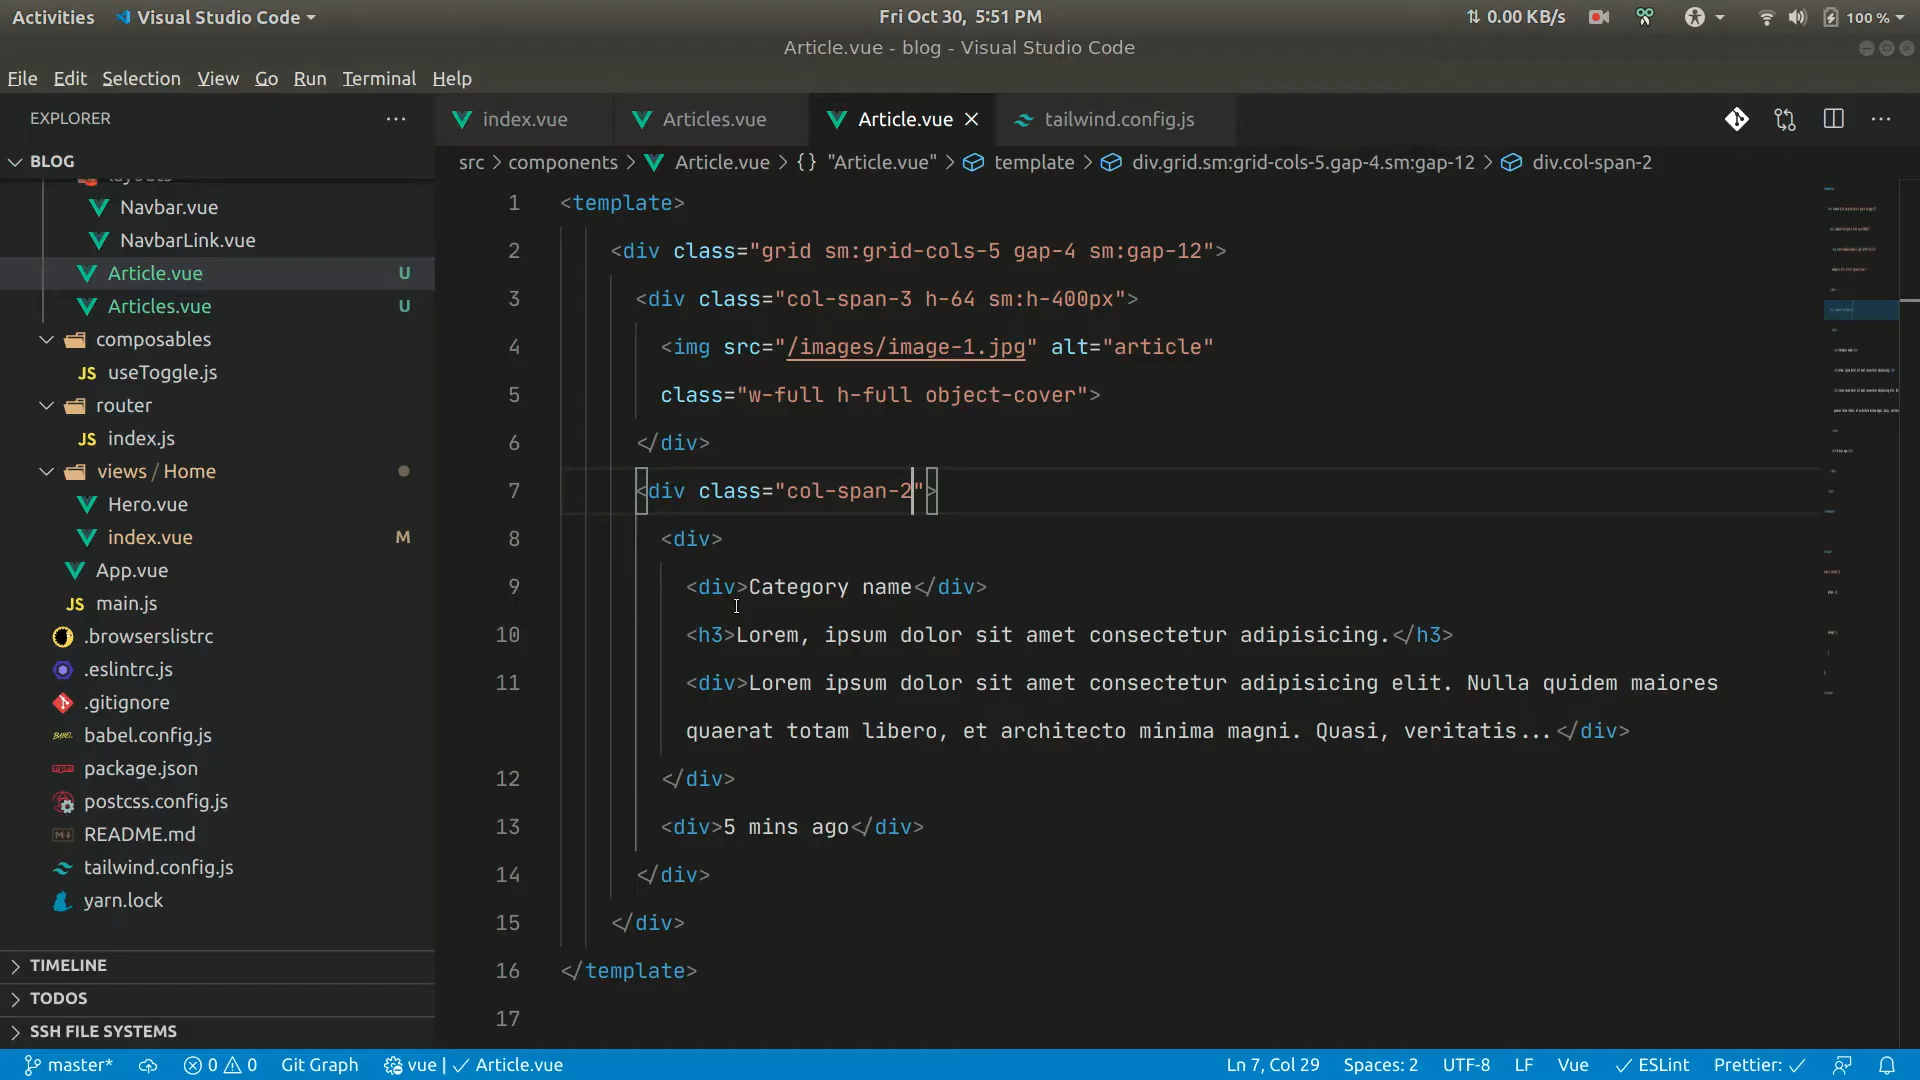 Activities
Visual Studio Code
Fri Oct 30, 5:51 PM
0.00 KB/s
100 %
Article.vue - blog - Visual Studio Code
File Edit Selection View Go Run Terminal Help
EXPLORER
BLOG
layouts
Navbar.vue
NavbarLink.vue
Article.vue U
Articles.vue U
composables
JS useToggle.js
router
JS index.js
views / Home
Hero.vue
index.vue M
App.vue
JS main.js
.browserslistrc
.eslintrc.js
.gitignore
babel.config.js
package.json
postcss.config.js
README.md
tailwind.config.js
yarn.lock
TIMELINE
TODOS
SSH FILE SYSTEMS
index.vue
Articles.vue
Article.vue
tailwind.config.js
src > components > Article.vue > {} "Article.vue" > template > div.grid.sm:grid-cols-5.gap-4.sm:gap-12 > div.col-span-2
1 <template>
2 <div class="grid sm:grid-cols-5 gap-4 sm:gap-12">
3 <div class="col-span-3 h-64 sm:h-400px">
4 <img src="/images/image-1.jpg" alt="article"
5 class="w-full h-full object-cover">
6 </div>
7 <div class="col-span-2">
8 <div>
9 <div>Category name</div>
10 <h3>Lorem, ipsum dolor sit amet consectetur adipisicing.</h3>
11 <div>Lorem ipsum dolor sit amet consectetur adipisicing elit. Nulla quidem maiores
quaerat totam libero, et architecto minima magni. Quasi, veritatis...</div>
12 </div>
13 <div>5 mins ago</div>
14 </div>
15 </div>
16 </template>
17
master* 0 0 Git Graph vue | ✓ Article.vue
Ln 7, Col 29 Spaces: 2 UTF-8 LF Vue ✓ ESLint Prettier: ✓